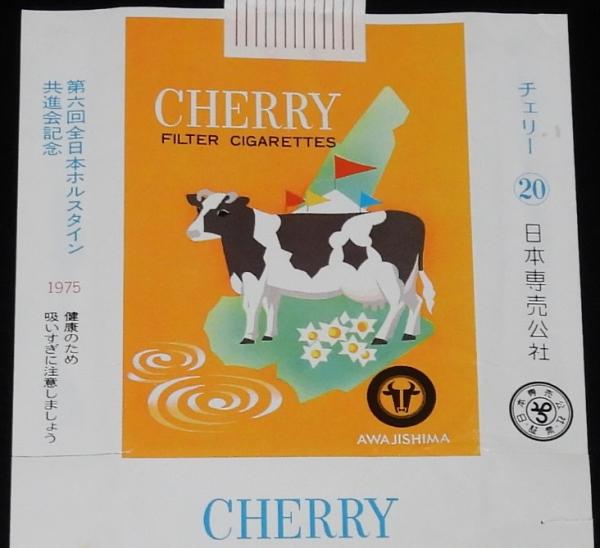 第六回全日本ホルスタイン
共進会記念
1975
健康のため
吸いすぎに注意しましょう
CHERRY
FILTER CIGARETTES
AWAJISHIMA
チェリー
20
日本専売公社
CHERRY